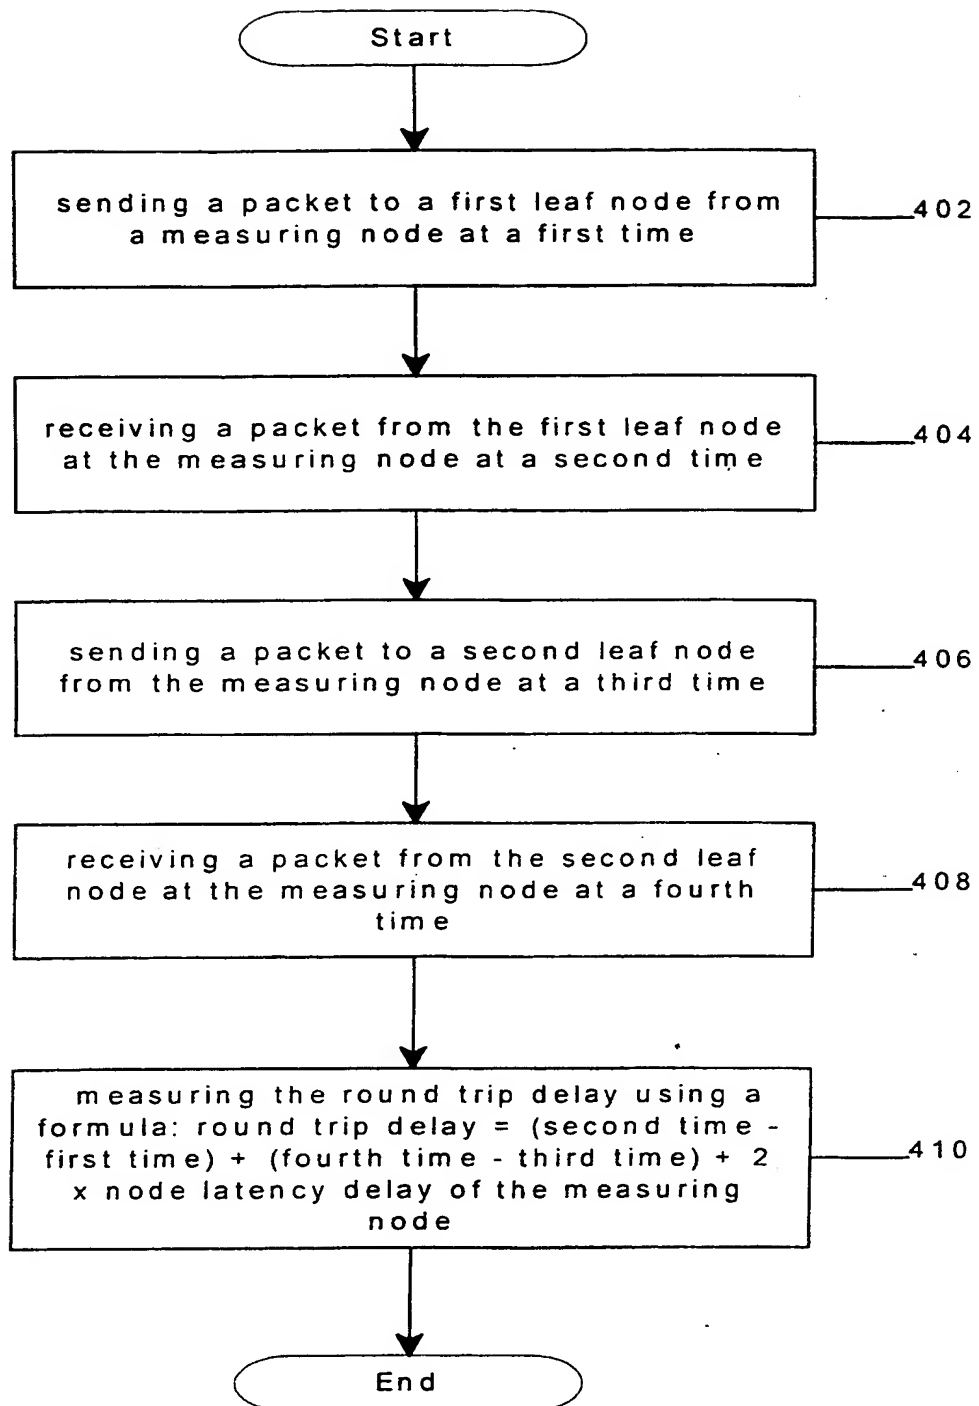 Start
sending a packet to a first leaf node from
a measuring node at a first time
402
receiving a packet from the first leaf node
at the measuring node at a second time
404
sending a packet to a second leaf node
from the measuring node at a third time
406
receiving a packet from the second leaf
node at the measuring node at a fourth
time
408
measuring the round trip delay using a
formula: round trip delay = (second time -
first time) + (fourth time - third time) + 2
x node latency delay of the measuring
node
410
End